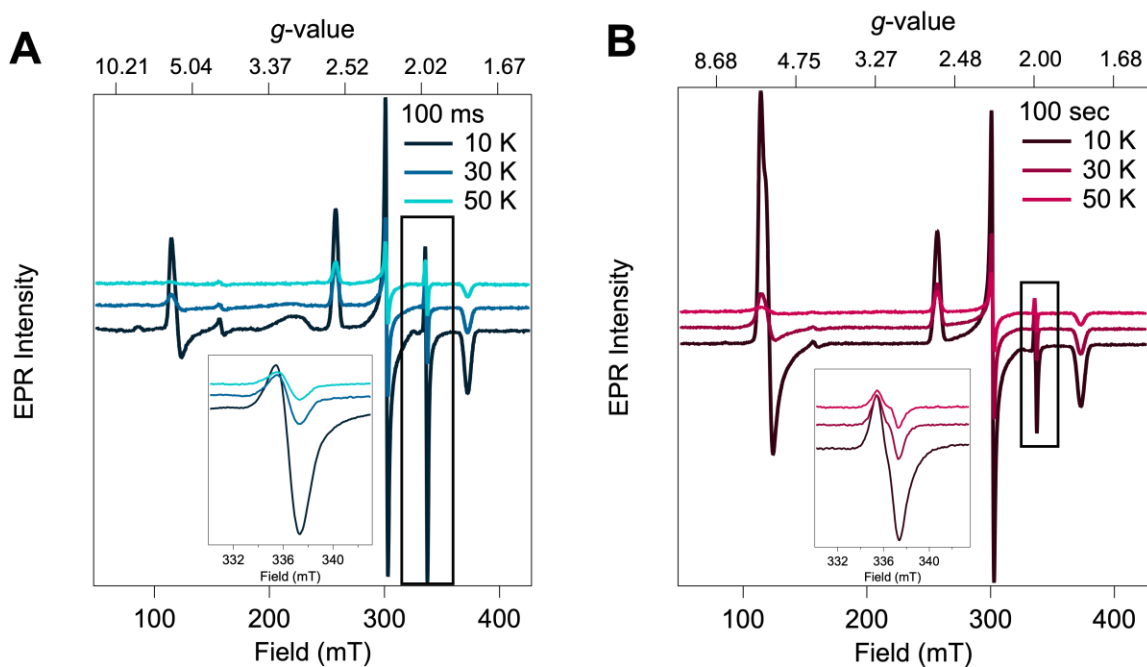 A
g-value
10.21 5.04 3.37 2.52 2.02 1.67
100 ms
10 K
30 K
50 K
EPR Intensity
332 336 340
Field (mT)
100 200 300 400
Field (mT)
B
g-value
8.68 4.75 3.27 2.48 2.00 1.68
100 sec
10 K
30 K
50 K
EPR Intensity
332 336 340
Field (mT)
100 200 300 400
Field (mT)